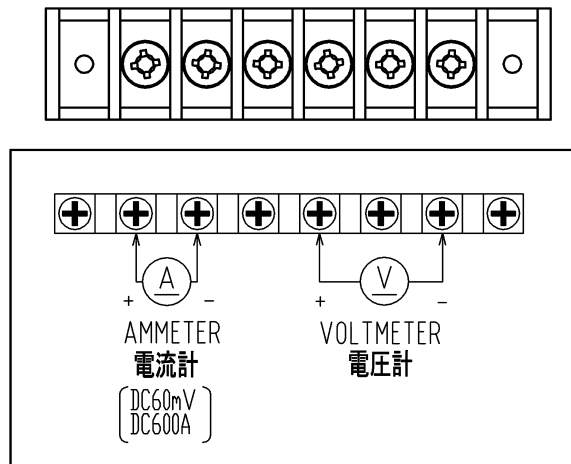 A V
+ - + -
AMMETER VOLTMETER
電流計 電圧計
DC60mV
DC600A